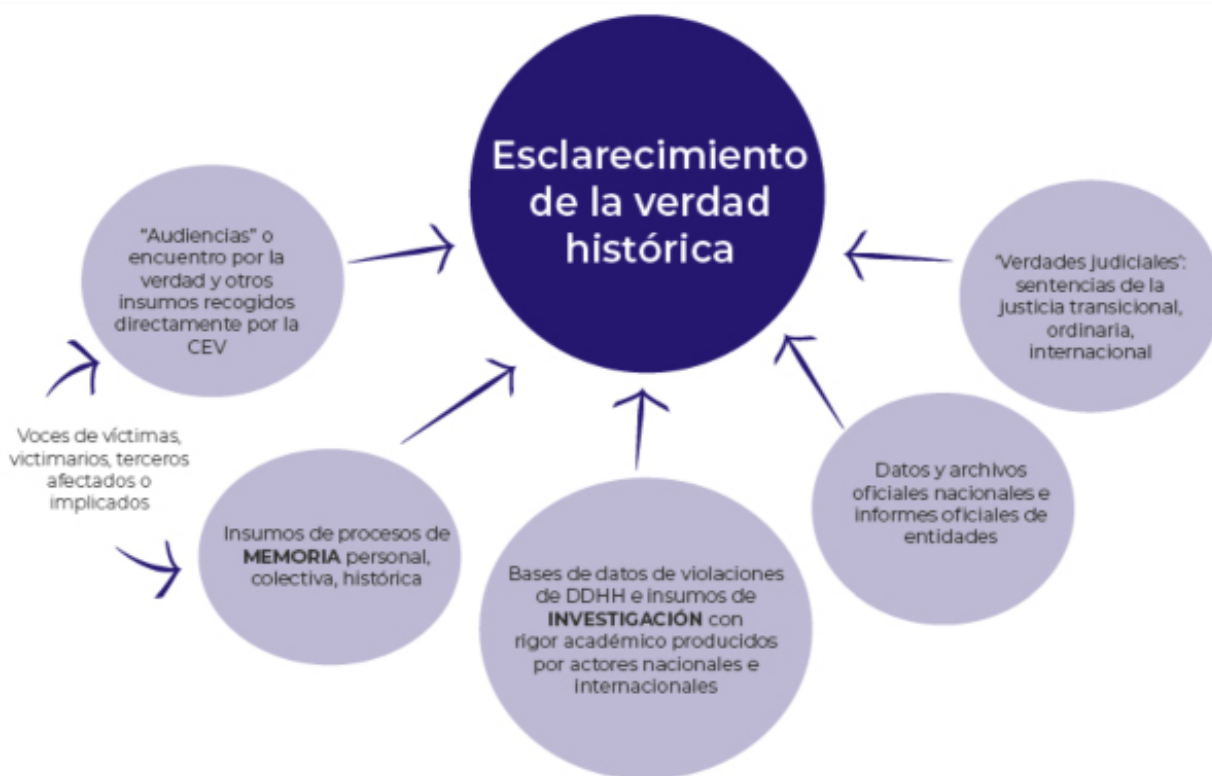 Esclarecimiento
de la verdad
histórica
“Audiencias” o
encuentro por la
verdad y otros
insumos recogidos
directamente por la
CEV
Voces de víctimas,
victimarios, terceros
afectados o
implicados
Insumos de procesos de
MEMORIA personal,
colectiva, histórica
Bases de datos de violaciones
de DDHH e insumos de
INVESTIGACIÓN con
rigor académico producidos
por actores nacionales e
internacionales
Datos y archivos
oficiales nacionales e
informes oficiales de
entidades
‘Verdades judiciales’:
sentencias de la
justicia transicional,
ordinaria,
internacional